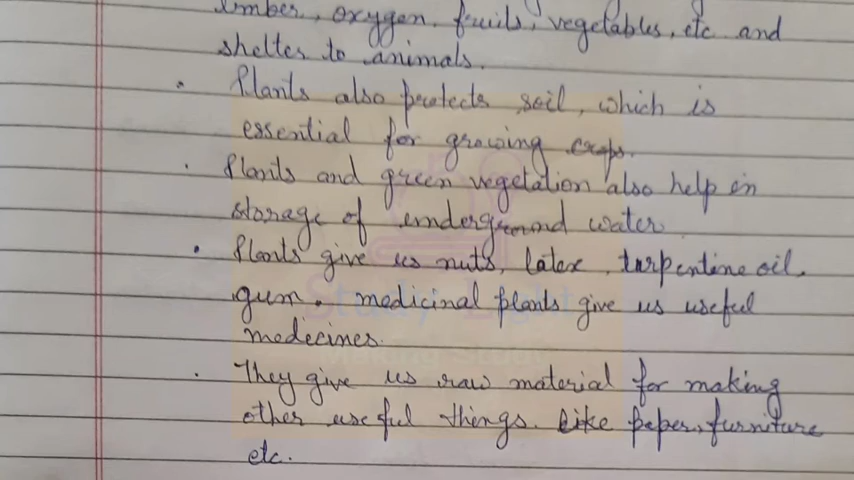 timber, oxygen, fruits, vegetables, etc and
shelter to animals.
• Plants also protects soil, which is
essential for growing crops.
• Plants and green vegetation also help in
storage of underground water
• Plants give us nuts, latex, turpentine oil,
gum. medicinal plants give us useful
medecines.
• They give us raw material for making
other useful things. Like paper, furniture
etc.
Study Light